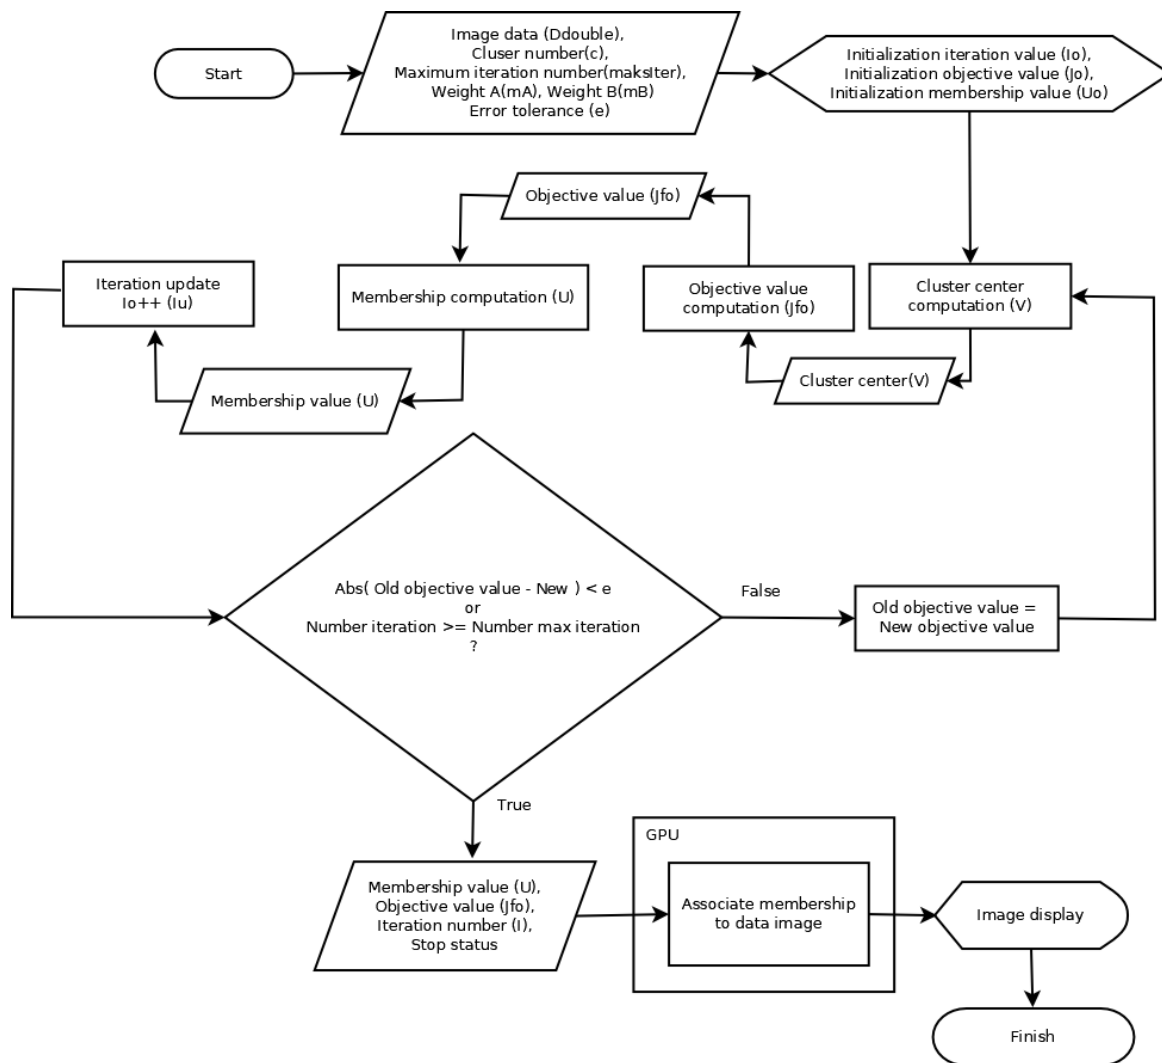 Start
Image data (Ddouble),
Cluser number(c),
Maximum iteration number(maksIter),
Weight A(mA), Weight B(mB)
Error tolerance (e)
Initialization iteration value (Io),
Initialization objective value (Jo),
Initialization membership value (Uo)
Objective value (Jfo)
Iteration update
Io++ (Iu)
Membership computation (U)
Objective value
computation (Jfo)
Cluster center
computation (V)
Membership value (U)
Cluster center(V)
Abs( Old objective value - New ) < e
or
Number iteration >= Number max iteration
?
False
Old objective value =
New objective value
True
GPU
Membership value (U),
Objective value (Jfo),
Iteration number (I),
Stop status
Associate membership
to data image
Image display
Finish